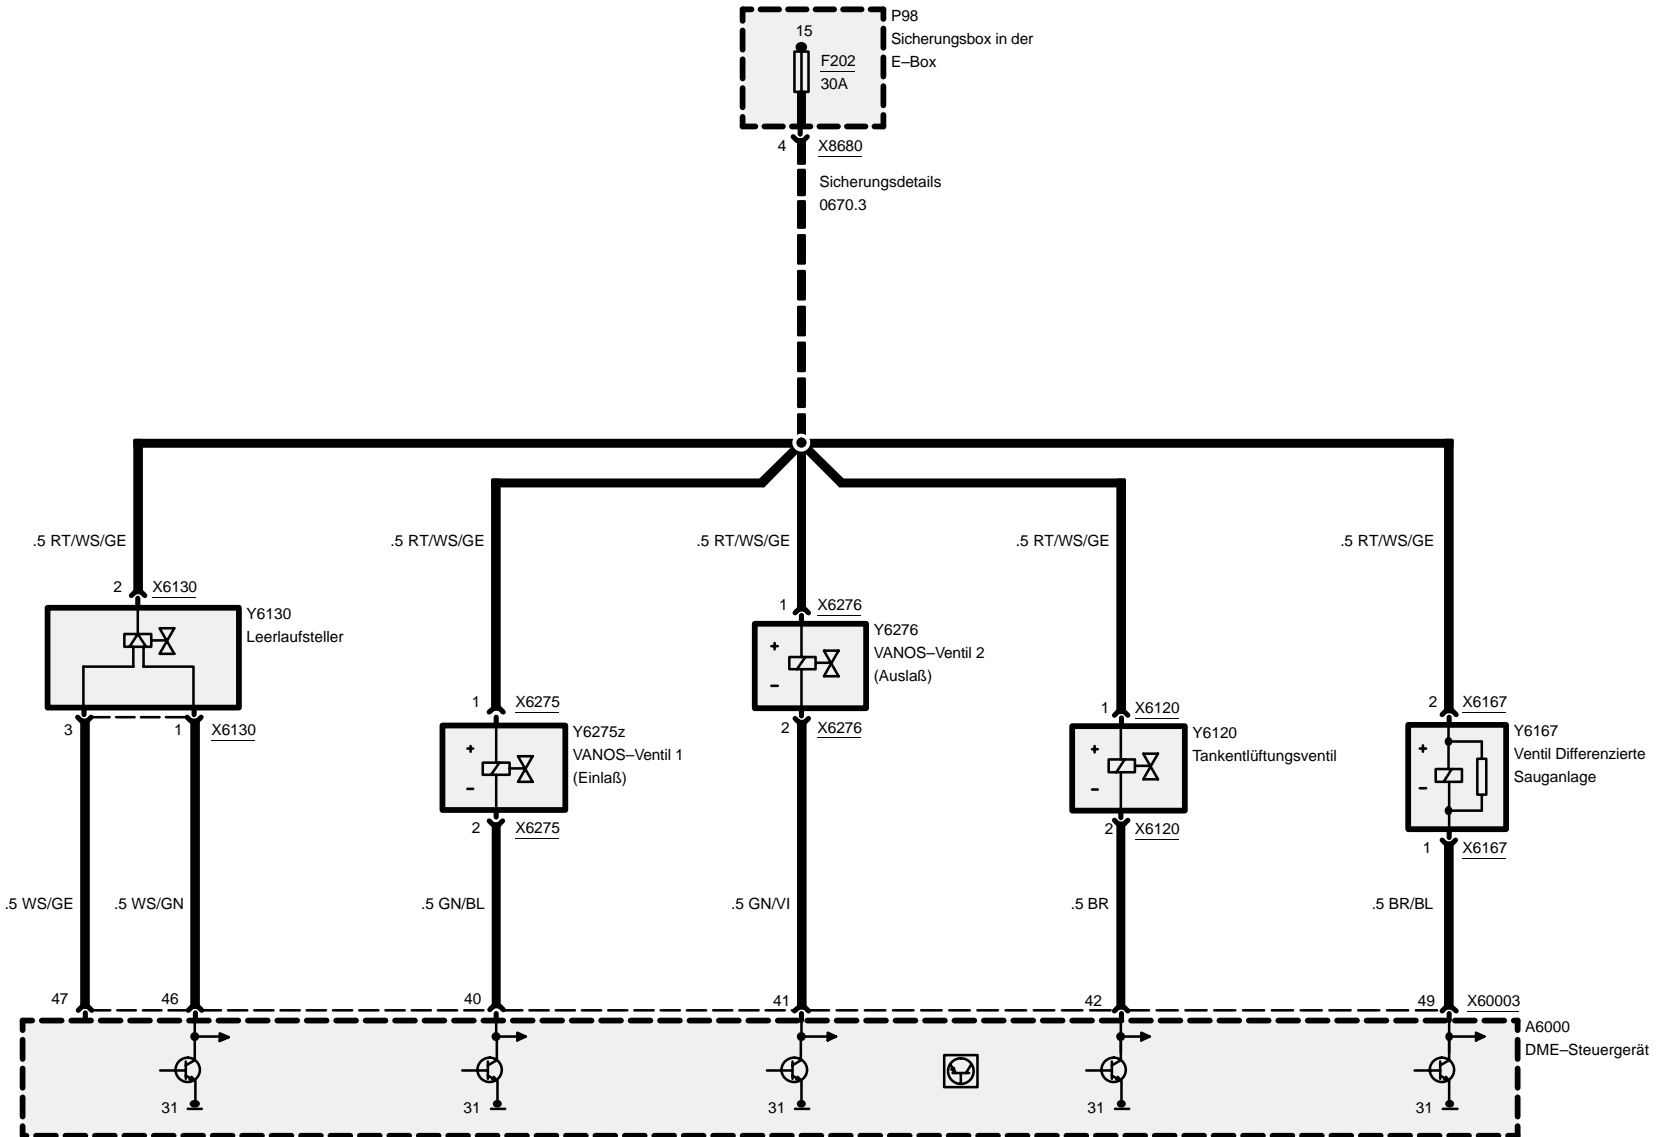 P98
Sicherungsbox in der
E–Box
15
F202
30A
4 X8680
Sicherungsdetails
0670.3
.5 RT/WS/GE
.5 RT/WS/GE
.5 RT/WS/GE
.5 RT/WS/GE
.5 RT/WS/GE
2 X6130
Y6130
Leerlaufsteller
3 1 X6130
1 X6275
Y6275z
VANOS–Ventil 1
(Einlaß)
+
–
2 X6275
1 X6276
Y6276
VANOS–Ventil 2
(Auslaß)
+
–
2 X6276
1 X6120
Y6120
Tankentlüftungsventil
+
–
2 X6120
2 X6167
Y6167
Ventil Differenzierte
Sauganlage
+
–
1 X6167
.5 WS/GE
.5 WS/GN
.5 GN/BL
.5 GN/VI
.5 BR
.5 BR/BL
47 46 40 41 42 49 X60003
A6000
DME–Steuergerät
31 31 31 31 31